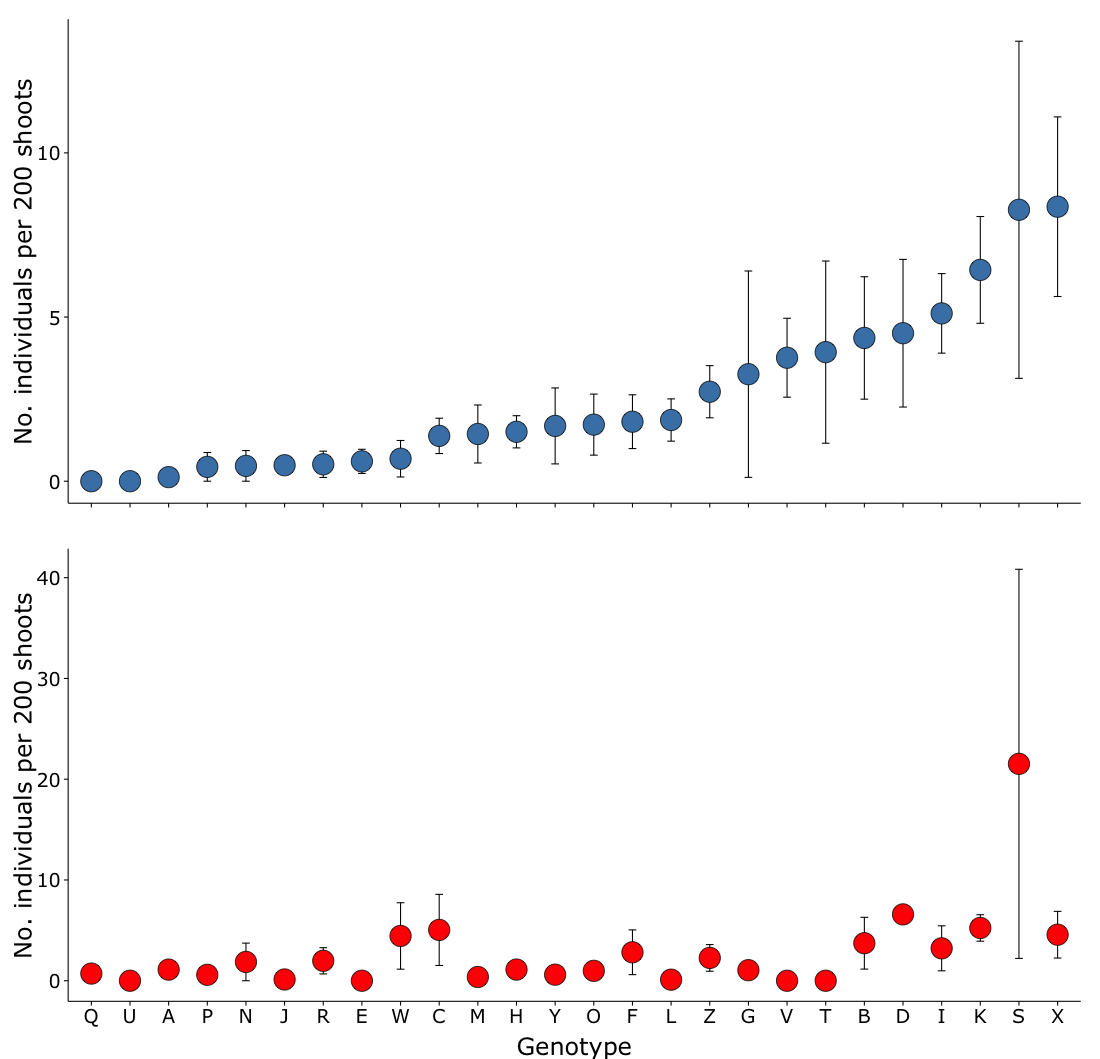 No. individuals per 200 shoots
10
5
0
No. individuals per 200 shoots
40
30
20
10
0
Q U A P N J R E W C M H Y O F L Z G V T B D I K S X
Genotype